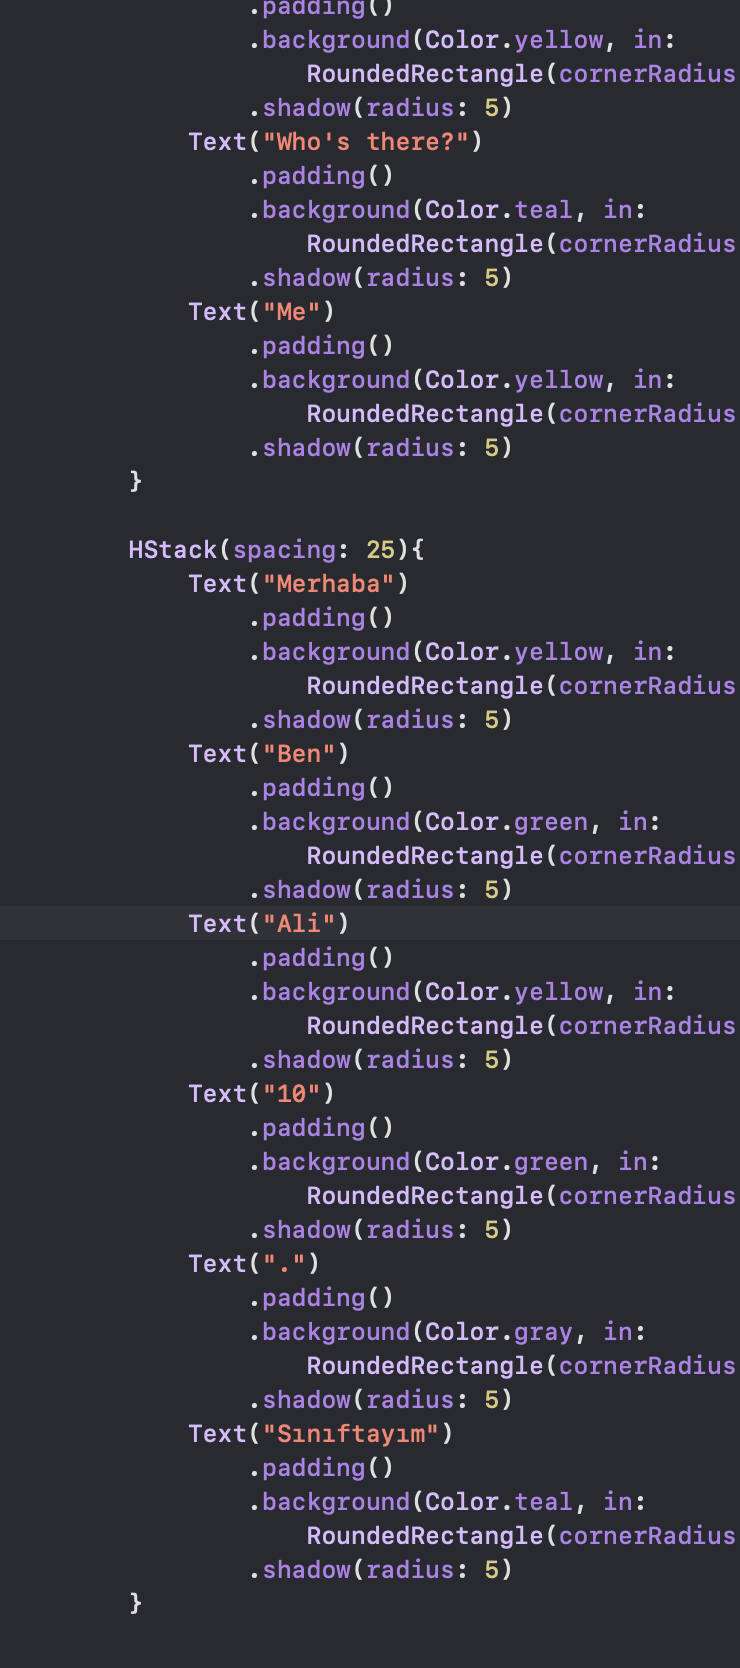 .padding()
.background(Color.yellow, in:
RoundedRectangle(cornerRadius
.shadow(radius: 5)
Text("Who's there?")
.padding()
.background(Color.teal, in:
RoundedRectangle(cornerRadius
.shadow(radius: 5)
Text("Me")
.padding()
.background(Color.yellow, in:
RoundedRectangle(cornerRadius
.shadow(radius: 5)
}
HStack(spacing: 25){
Text("Merhaba")
.padding()
.background(Color.yellow, in:
RoundedRectangle(cornerRadius
.shadow(radius: 5)
Text("Ben")
.padding()
.background(Color.green, in:
RoundedRectangle(cornerRadius
.shadow(radius: 5)
Text("Ali")
.padding()
.background(Color.yellow, in:
RoundedRectangle(cornerRadius
.shadow(radius: 5)
Text("10")
.padding()
.background(Color.green, in:
RoundedRectangle(cornerRadius
.shadow(radius: 5)
Text(".")
.padding()
.background(Color.gray, in:
RoundedRectangle(cornerRadius
.shadow(radius: 5)
Text("Sınıftayım")
.padding()
.background(Color.teal, in:
RoundedRectangle(cornerRadius
.shadow(radius: 5)
}